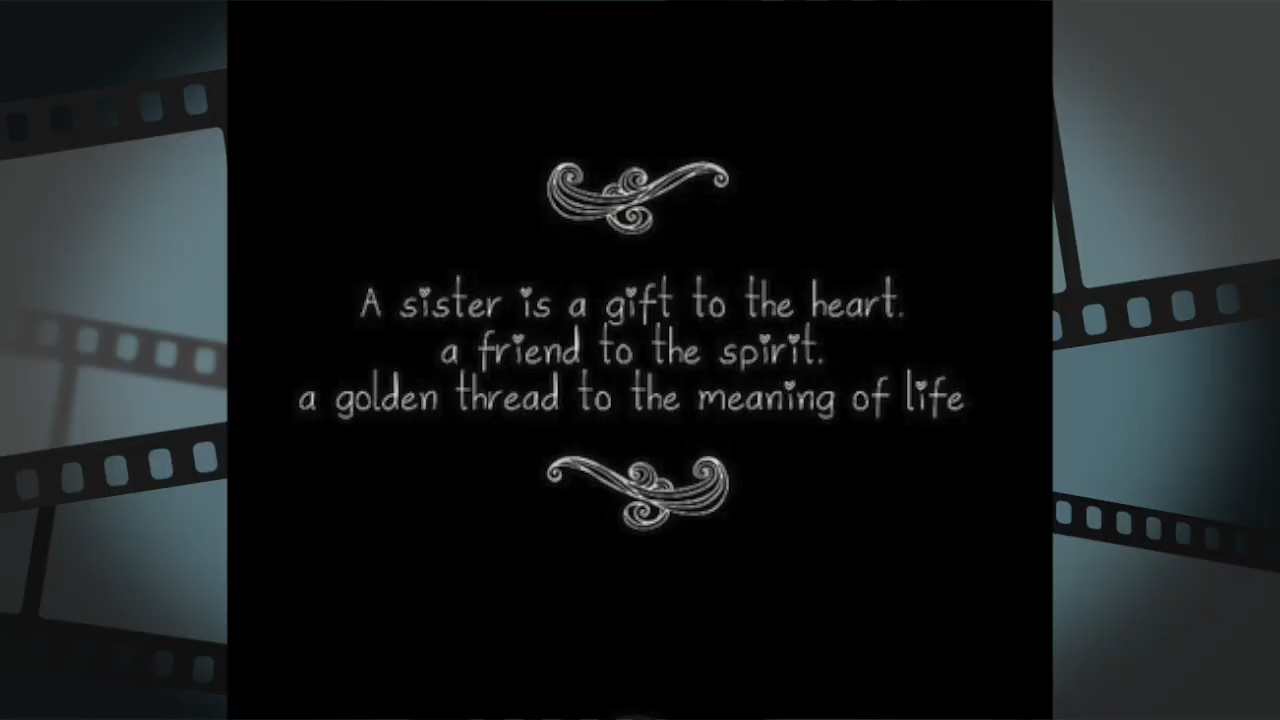 A sister is a gift to the heart.
a friend to the spirit.
a golden thread to the meaning of life